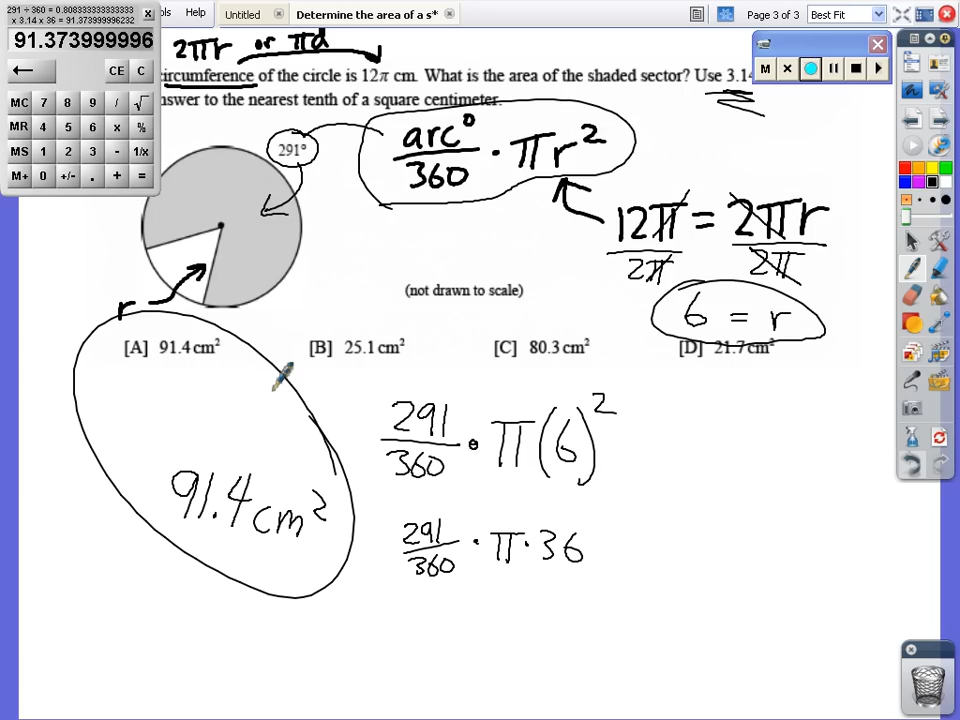 291 ÷ 360 = 0.80833333333333
3.14 x 36 = 91.37399996232
91.373999996
CE C
MC 7 8 9 / √
MR 4 5 6 x %
MS 1 2 3 - 1/x
M+ 0 +/- . + =
ols Help
Untitled
Determine the area of a s*
Page 3 of 3
Best Fit
2πr or πd
ircumference of the circle is 12π cm. What is the area of the shaded sector? Use 3.14
nswer to the nearest tenth of a square centimeter.
M
291°
arc° / 360 · πr²
12π / 2π = 2πr / 2π
6 = r
r
(not drawn to scale)
[A] 91.4 cm²
[B] 25.1 cm²
[C] 80.3 cm²
[D] 21.7 cm²
291 / 360 · π(6)²
91.4 cm²
291 / 360 · π · 36